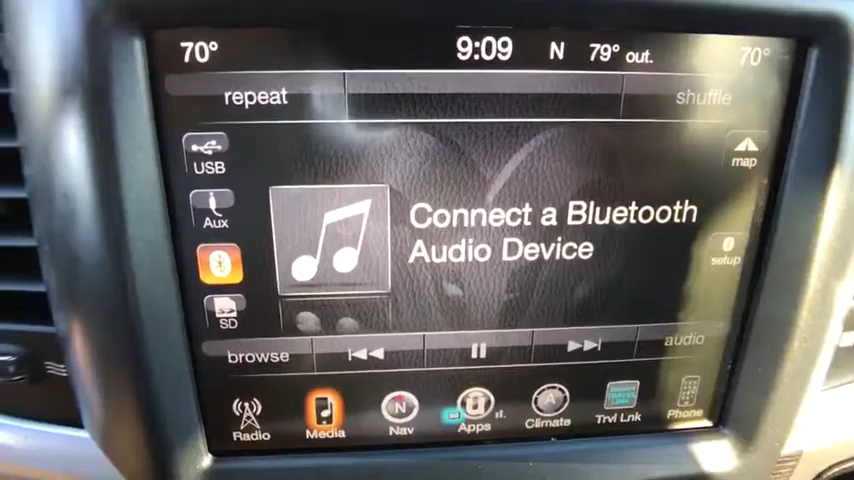 70° 9:09 N 79° out. 70°
repeat shuffle
USB
map
Aux
Connect a Bluetooth
Audio Device
setup
SD
browse audio
Radio Media Nav Apps Climate Trvl Lnk Phone